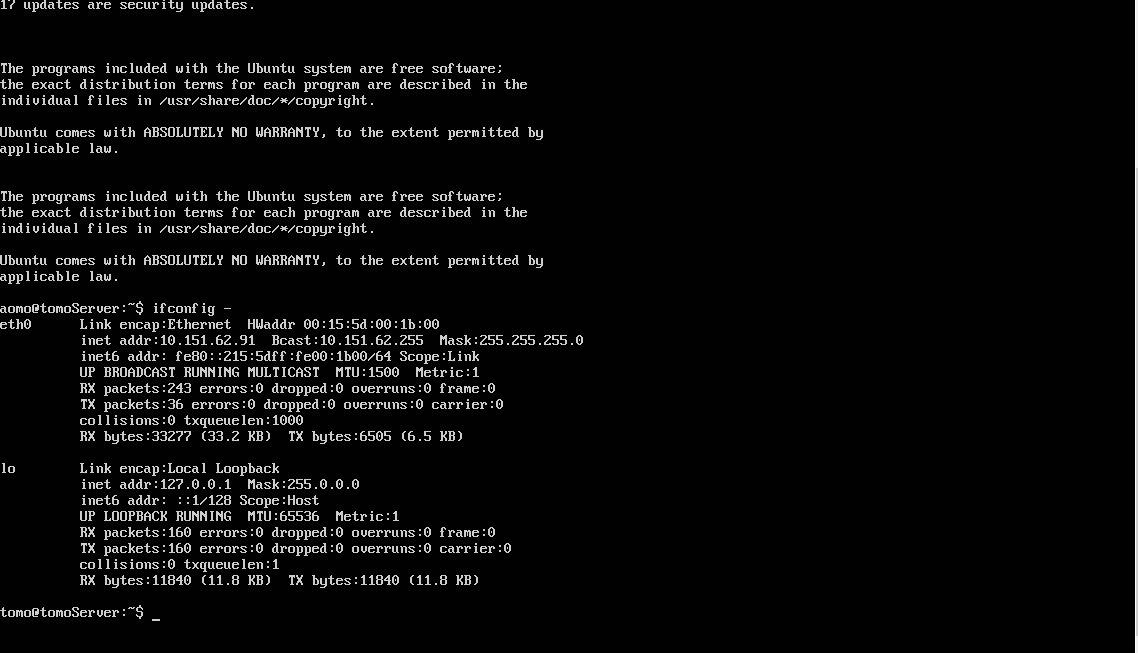 17 updates are security updates.
The programs included with the Ubuntu system are free software;
the exact distribution terms for each program are described in the
individual files in /usr/share/doc/*/copyright.
Ubuntu comes with ABSOLUTELY NO WARRANTY, to the extent permitted by
applicable law.
The programs included with the Ubuntu system are free software;
the exact distribution terms for each program are described in the
individual files in /usr/share/doc/*/copyright.
Ubuntu comes with ABSOLUTELY NO WARRANTY, to the extent permitted by
applicable law.
aomo@tomoServer:~$ ifconfig -
eth0 Link encap:Ethernet HWaddr 00:15:5d:00:1b:00
inet addr:10.151.62.91 Bcast:10.151.62.255 Mask:255.255.255.0
inet6 addr: fe80::215:5dff:fe00:1b00/64 Scope:Link
UP BROADCAST RUNNING MULTICAST MTU:1500 Metric:1
RX packets:243 errors:0 dropped:0 overruns:0 frame:0
TX packets:36 errors:0 dropped:0 overruns:0 carrier:0
collisions:0 txqueuelen:1000
RX bytes:33277 (33.2 KB) TX bytes:6505 (6.5 KB)
lo Link encap:Local Loopback
inet addr:127.0.0.1 Mask:255.0.0.0
inet6 addr: ::1/128 Scope:Host
UP LOOPBACK RUNNING MTU:65536 Metric:1
RX packets:160 errors:0 dropped:0 overruns:0 frame:0
TX packets:160 errors:0 dropped:0 overruns:0 carrier:0
collisions:0 txqueuelen:1
RX bytes:11840 (11.8 KB) TX bytes:11840 (11.8 KB)
tomo@tomoServer:~$ _